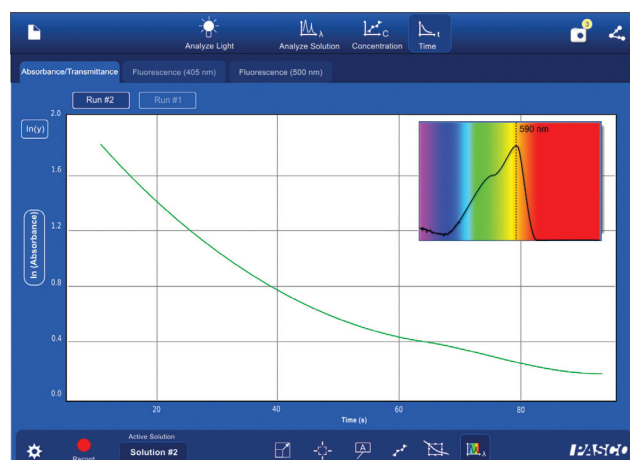 3
Analyze Light Analyze Solution Concentration Time
λ C t
Absorbance/Transmittance Fluorescence (405 nm) Fluorescence (500 nm)
Run #2 Run #1
ln(y)
ln (Absorbance)
2.0
1.6
1.2
0.8
0.4
0.0
590 nm
20 40 60 80
Time (s)
Record
Active Solution
Solution #2
A
λ
PASCO